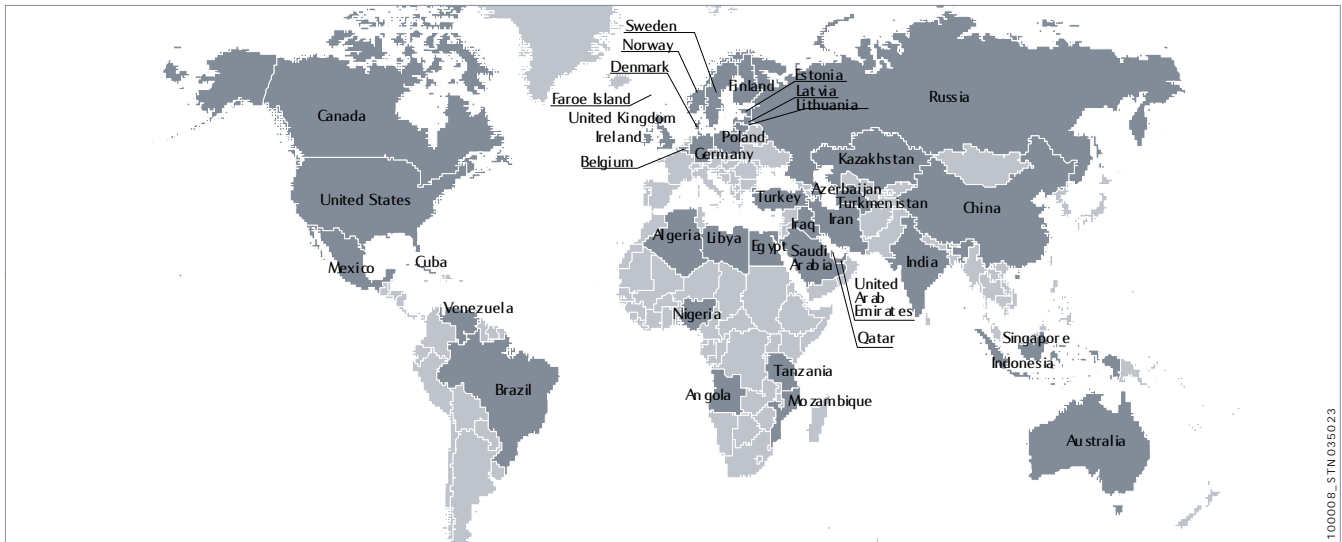 Sweden
Norway
Denmark
Finland
Estonia
Latvia
Lithuania
Faroe Island
United Kingdom
Ireland
Belgium
Poland
Germany
Russia
Canada
United States
Mexico
Cuba
Kazakhstan
Azerbaijan
Turkmenistan
Turkey
China
Iraq
Iran
Algeria
Libya
Egypt
Saudi
Arabia
India
United
Arab
Emirates
Qatar
Venezuela
Nigeria
Singapore
Indonesia
Brazil
Tanzania
Angola
Mozambique
Australia
100008_STN035023